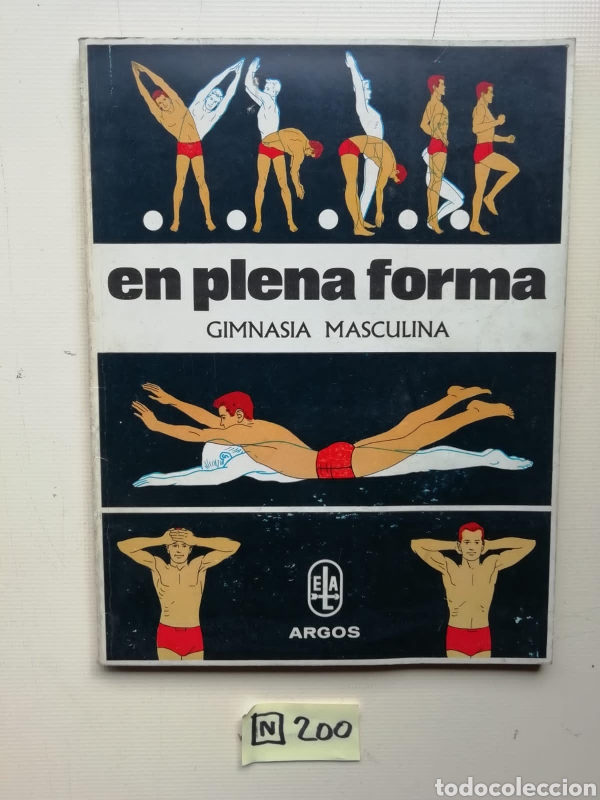 en plena forma
GIMNASIA MASCULINA
ELA
ARGOS
N 200
todocoleccion